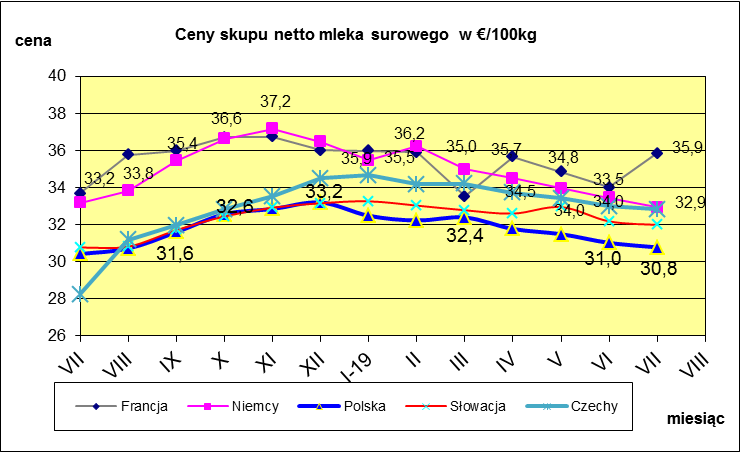 Ceny skupu netto mleka surowego w €/100kg
cena
40
38
36
34
32
30
28
26
33,2
33,8
35,4
36,6
37,2
35,9
35,5
36,2
35,0
35,7
34,5
34,8
34,0
33,5
34,0
35,9
32,9
31,6
32,6
33,2
32,4
31,0
30,8
VII
VIII
IX
X
XI
XII
I-19
II
III
IV
V
VI
VII
VIII
Francja Niemcy Polska Słowacja Czechy
miesiąc